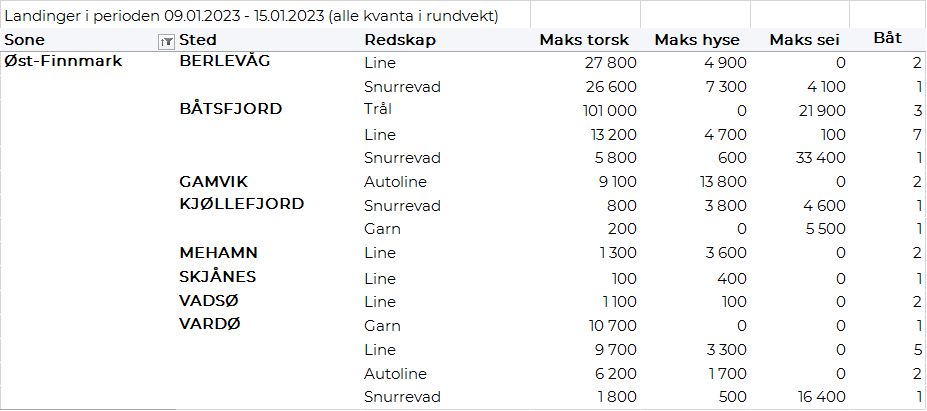 Landinger i perioden 09.01.2023 - 15.01.2023 (alle kvanta i rundvekt)
Sone Sted Redskap Maks torsk Maks hyse Maks sei Båt
Øst-Finnmark BERLEVÅG Line 27 800 4 900 0 2
Snurrevad 26 600 7 300 4 100 1
BÅTSFJORD Trål 101 000 0 21 900 3
Line 13 200 4 700 100 7
Snurrevad 5 800 600 33 400 1
GAMVIK Autoline 9 100 13 800 0 2
KJØLLEFJORD Snurrevad 800 3 800 4 600 1
Garn 200 0 5 500 1
MEHAMN Line 1 300 3 600 0 2
SKJÅNES Line 100 400 0 1
VADSØ Line 1 100 100 0 2
VARDØ Garn 10 700 0 0 1
Line 9 700 3 300 0 5
Autoline 6 200 1 700 0 2
Snurrevad 1 800 500 16 400 1